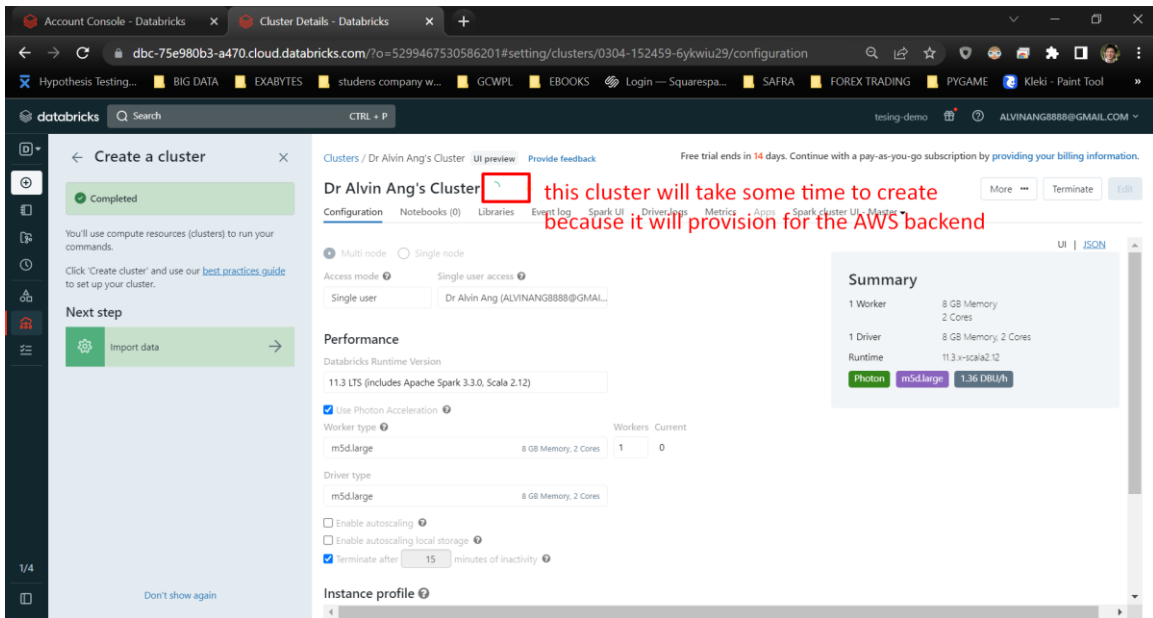 Account Console - Databricks
Cluster Details - Databricks
dbc-75e980b3-a470.cloud.databricks.com/?o=5299467530586201#setting/clusters/0304-152459-6ykwiu29/configuration
Hypothesis Testing... BIG DATA EXABYTES studens company w... GCWPL EBOOKS Login — Squarespa... SAFRA FOREX TRADING PYGAME Kleki - Paint Tool »
databricks Search CTRL + P tesing-demo ALVINANG8888@GMAIL.COM
D
Create a cluster
Completed
You'll use compute resources (clusters) to run your
commands.
Click 'Create cluster' and use our best practices guide
to set up your cluster.
Next step
Import data
Don't show again
1/4
Clusters / Dr Alvin Ang's Cluster UI preview Provide feedback
Free trial ends in 14 days. Continue with a pay-as-you-go subscription by providing your billing information.
Dr Alvin Ang's Cluster
this cluster will take some time to create
because it will provision for the AWS backend
More ··· Terminate Edit
Configuration Notebooks (0) Libraries Event log Spark UI Driver logs Metrics Apps Spark cluster UI - Master
UI | JSON
Multi node Single node
Access mode Single user access
Single user Dr Alvin Ang (ALVINANG8888@GMAI...
Performance
Databricks Runtime Version
11.3 LTS (includes Apache Spark 3.3.0, Scala 2.12)
Use Photon Acceleration
Worker type Workers Current
m5d.large 8 GB Memory, 2 Cores 1 0
Driver type
m5d.large 8 GB Memory, 2 Cores
Enable autoscaling
Enable autoscaling local storage
Terminate after 15 minutes of inactivity
Instance profile
Summary
1 Worker 8 GB Memory
2 Cores
1 Driver 8 GB Memory, 2 Cores
Runtime 11.3.x-scala2.12
Photon m5d.large 1.36 DBU/h